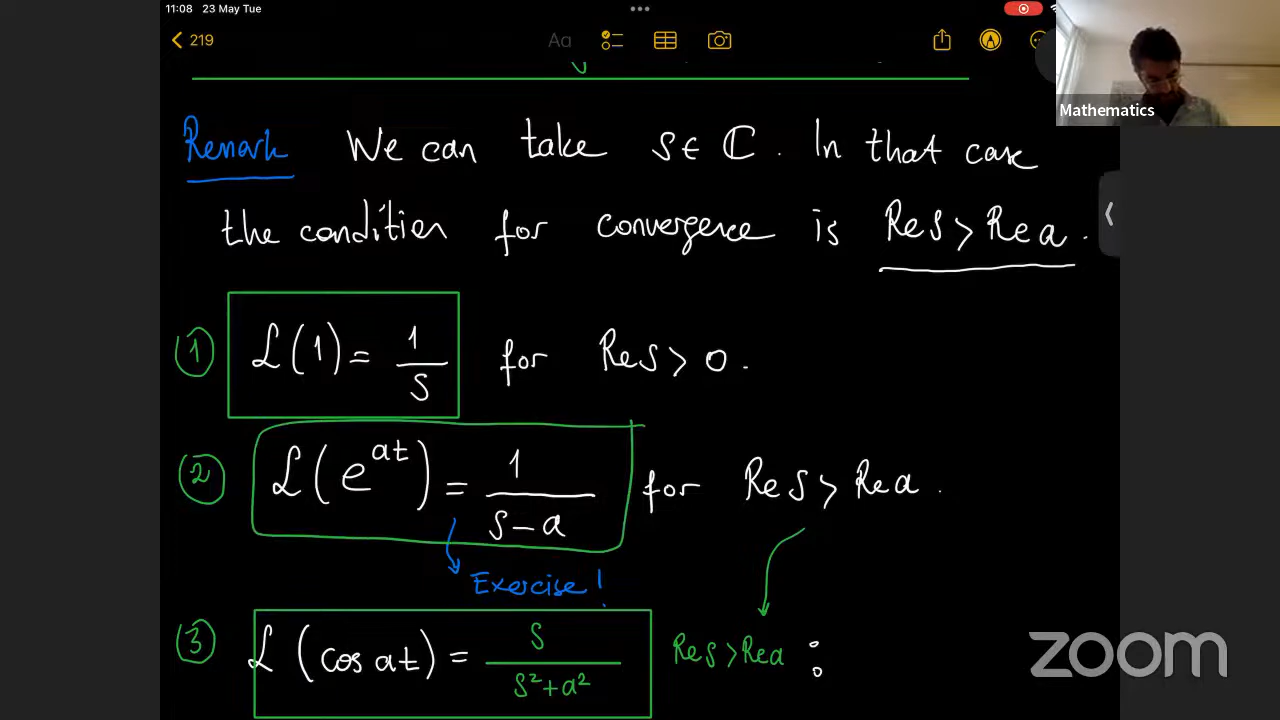 11:08 23 May Tue
219
Aa
Mathematics
Remark We can take s ∈ ℂ. In that case
the condition for convergence is Re s > Re a.
① ℒ(1) = 1/s for Re s > 0.
② ℒ(e^{at}) = 1/(s-a) for Re s > Re a.
Exercise!
③ ℒ(cos at) = s/(s²+a²) Re s > Re a :
zoom